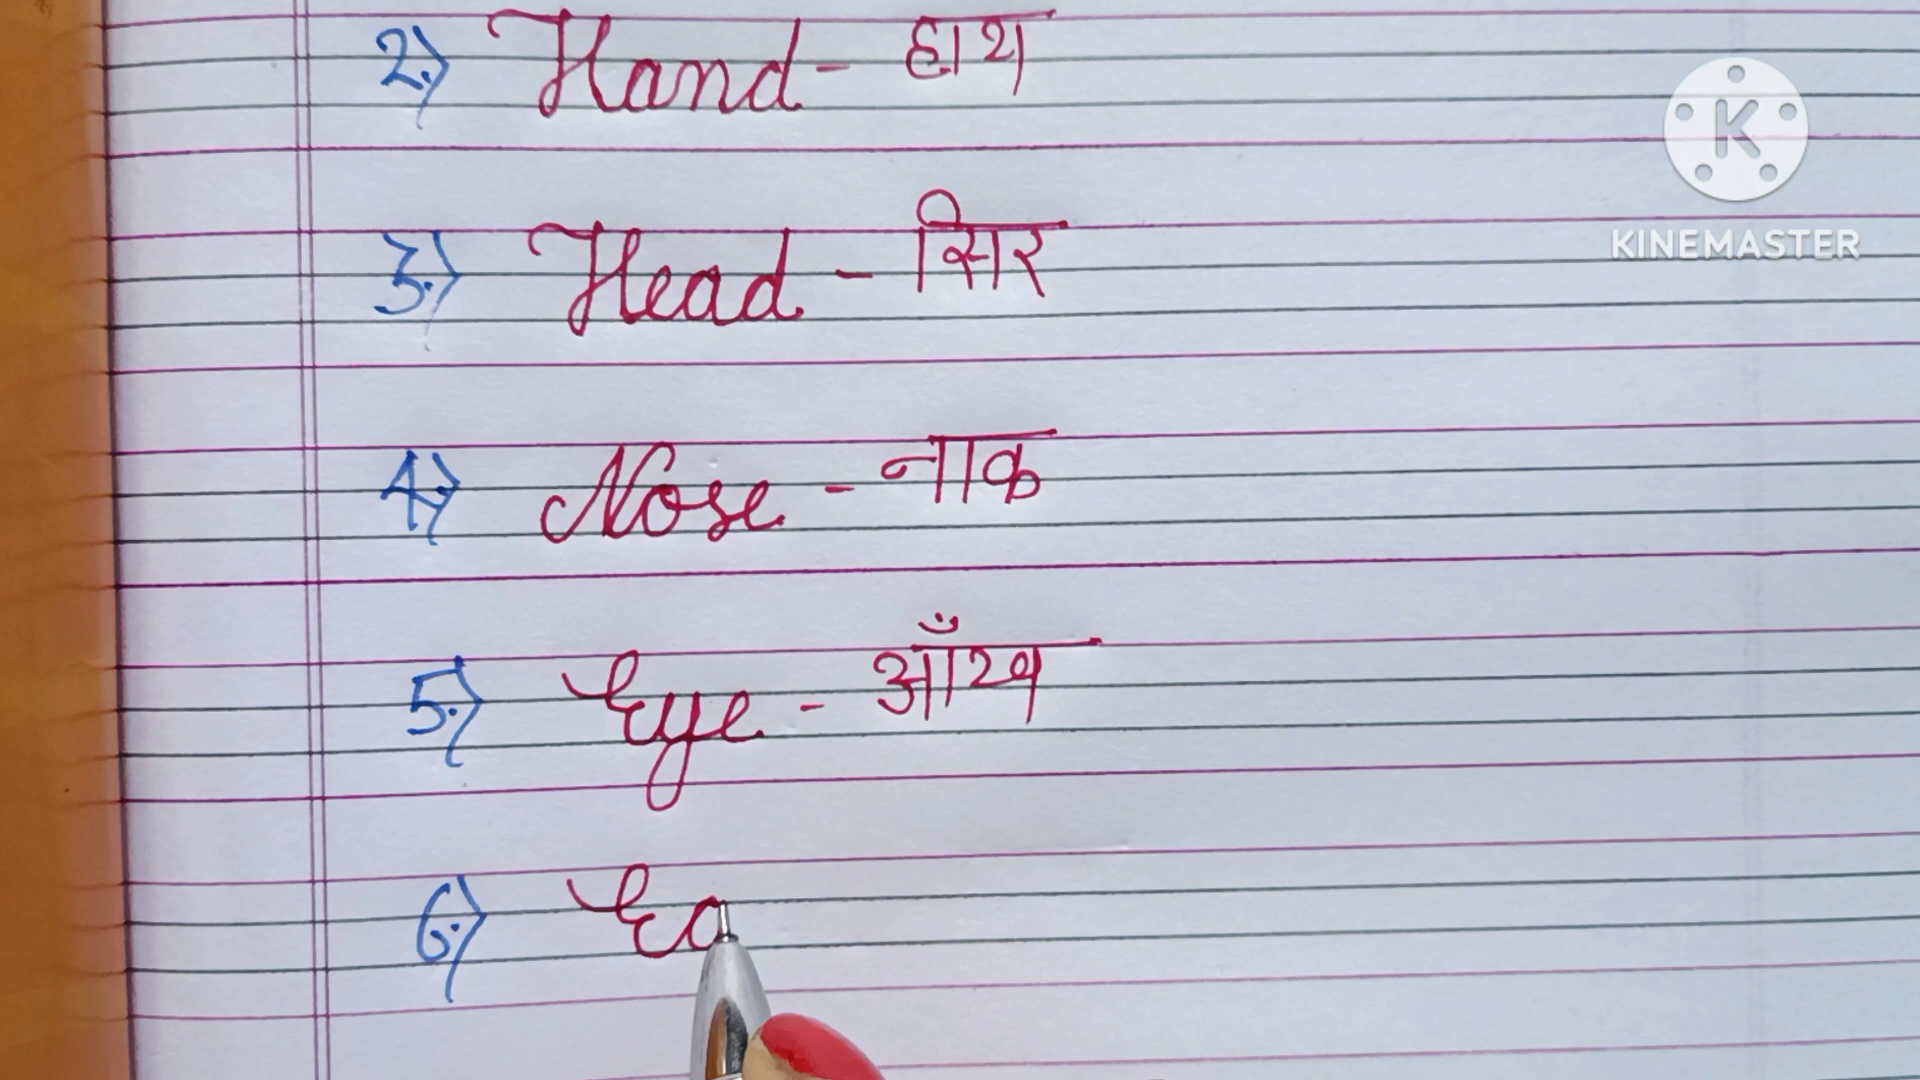 2.) Hand - हाथ
K
KINEMASTER
3.) Head - सिर
4.) Nose - नाक
5.) Eye - आँख
6.) Ea